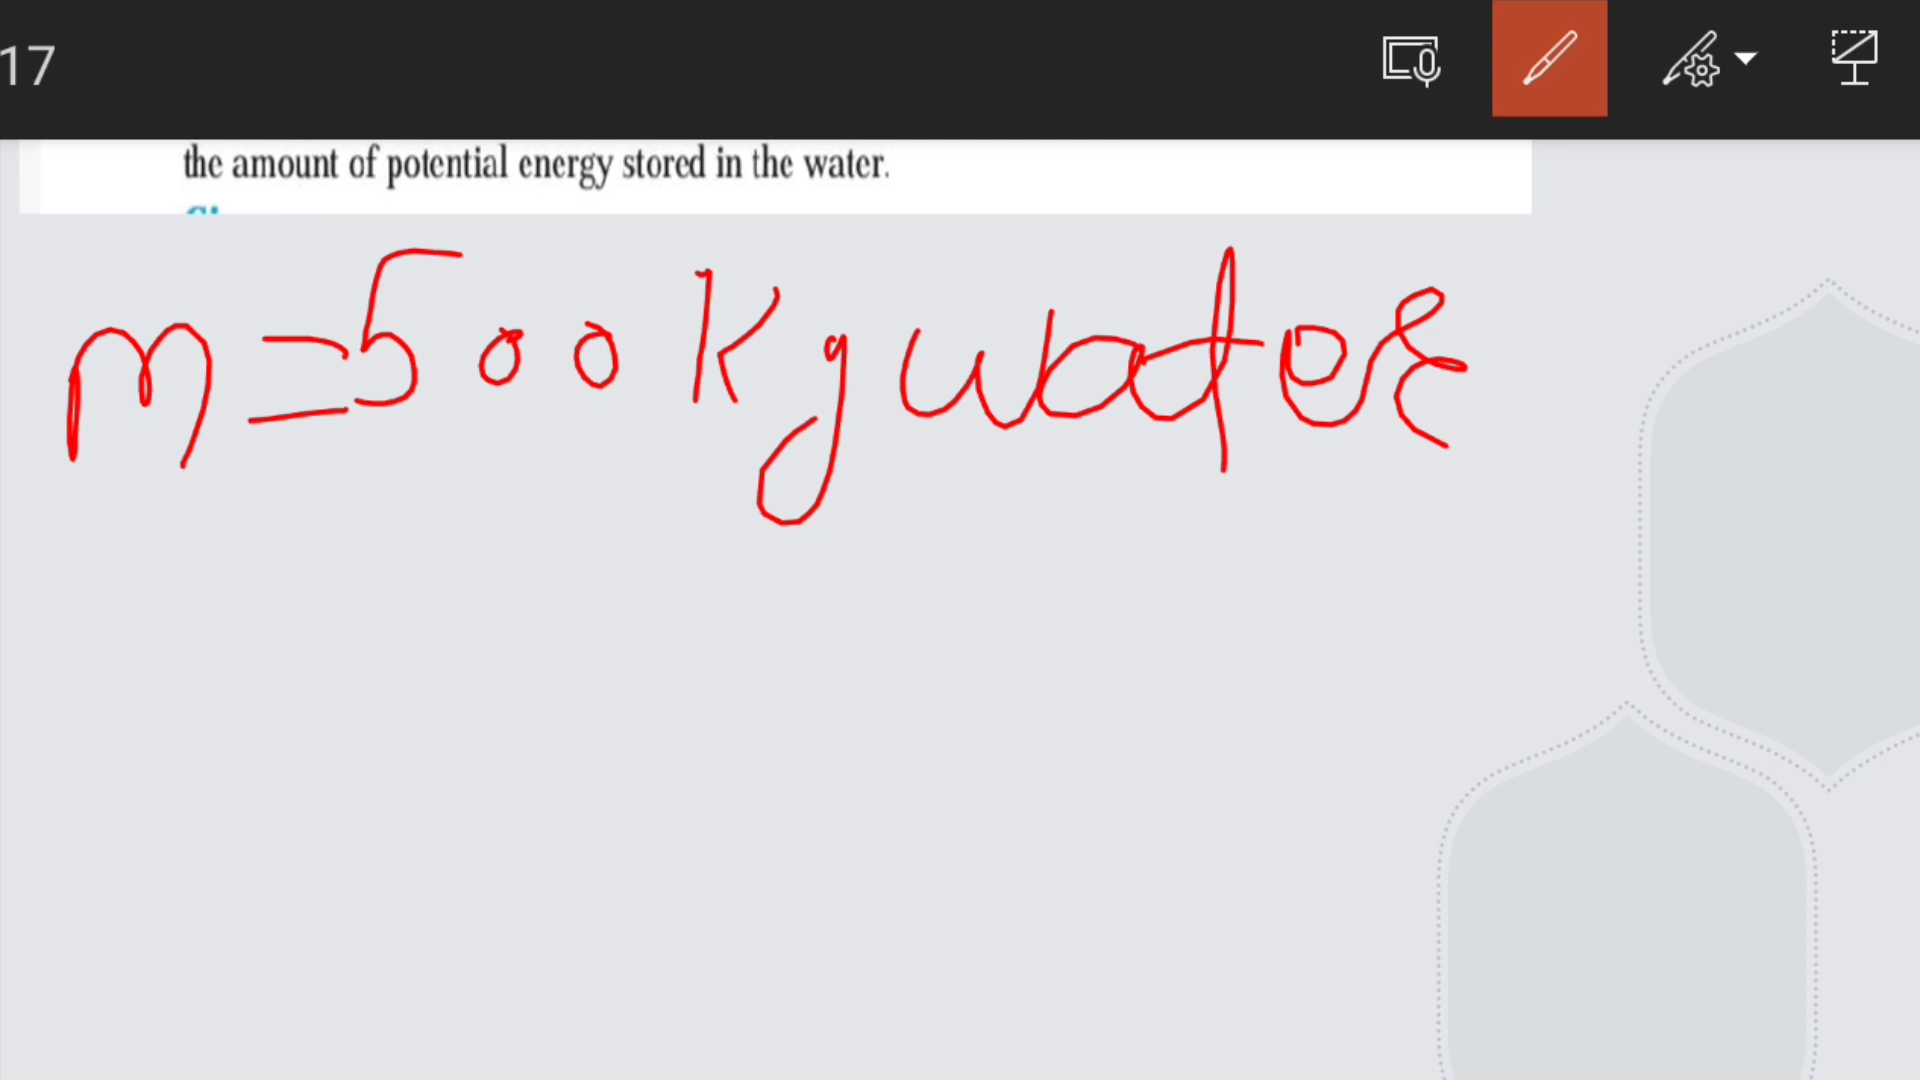 17
the amount of potential energy stored in the water.
m=500kg water